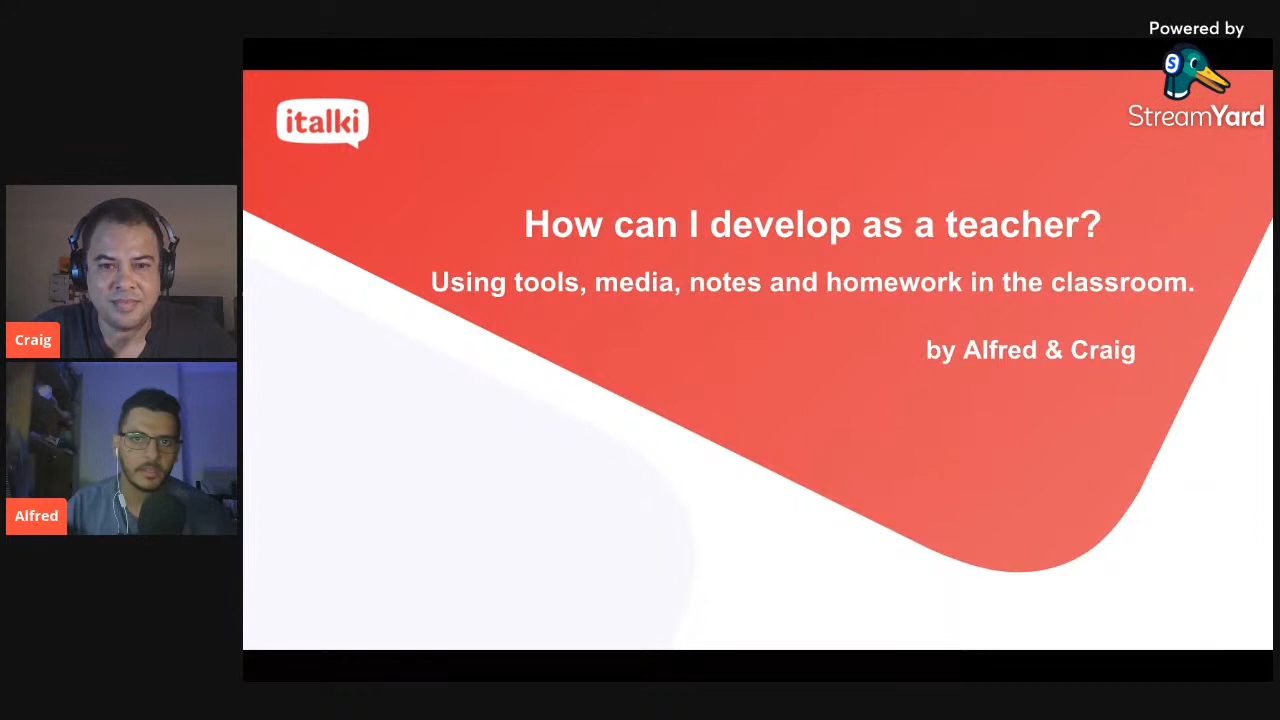 Powered by
S
StreamYard
italki
How can I develop as a teacher?
Using tools, media, notes and homework in the classroom.
by Alfred & Craig
Craig
Alfred